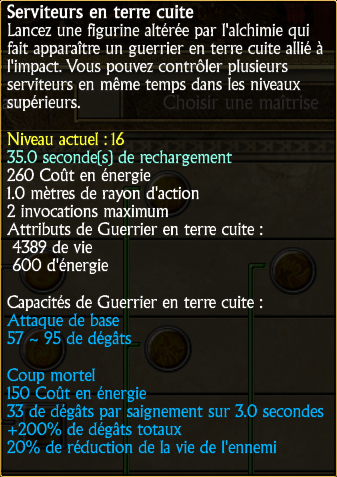 Serviteurs en terre cuite
Lancez une figurine altérée par l'alchimie qui
fait apparaître un guerrier en terre cuite allié à
l'impact. Vous pouvez contrôler plusieurs
serviteurs en même temps dans les niveaux
supérieurs.
Choisir une maîtrise
Niveau actuel : 16
35.0 seconde(s) de rechargement
260 Coût en énergie
1.0 mètres de rayon d'action
2 invocations maximum
Attributs de Guerrier en terre cuite :
4389 de vie
600 d'énergie
Capacités de Guerrier en terre cuite :
Attaque de base
57 ~ 95 de dégâts
Coup mortel
150 Coût en énergie
33 de dégâts par saignement sur 3.0 secondes
+200% de dégâts totaux
20% de réduction de la vie de l'ennemi